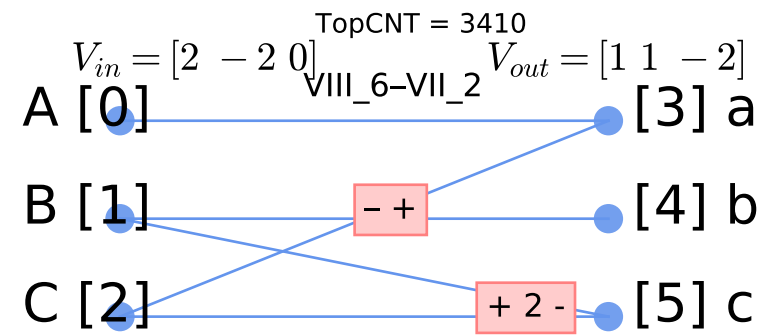 TopCNT = 3410
V_in = [2 −2 0] V_out = [1 1 −2]
VIII_6–VII_2
A [0] [3] a
– +
B [1] [4] b
+ 2 -
C [2] [5] c